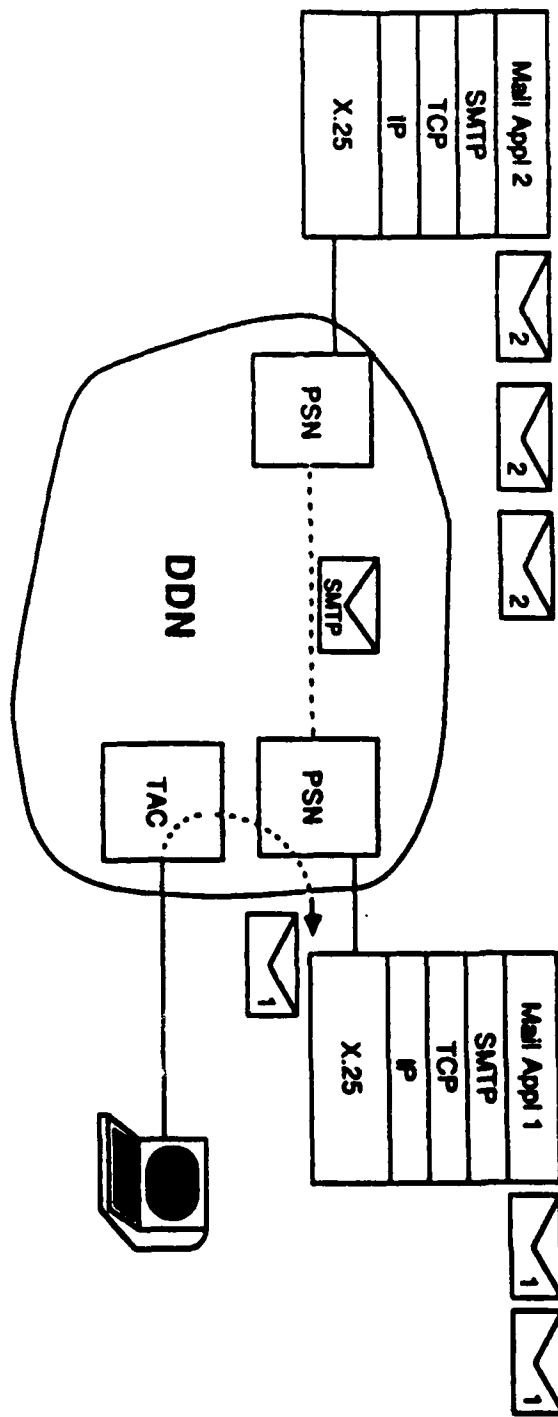 Mail Appl 2
SMTP
TCP
IP
X.25
2
2
2
PSN
SMTP
PSN
DDN
TAC
1
Mail Appl 1
SMTP
TCP
IP
X.25
1
1